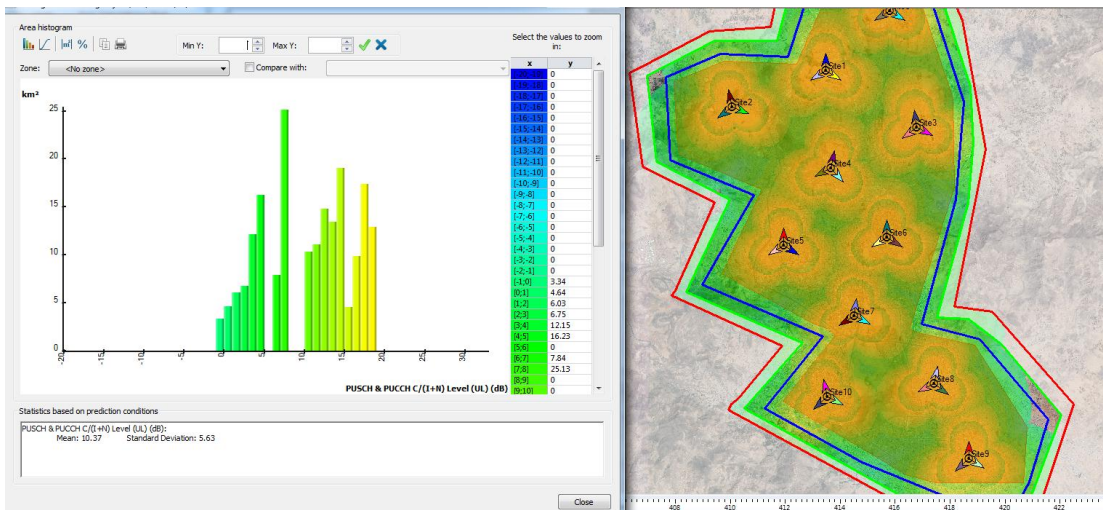 Area histogram
Min Y: Max Y:
Select the values to zoom in:
Zone: <No zone> Compare with:
km²
25
20
15
10
5
0
-20 -15 -10 -5 0 5 10 15 20 25 30
PUSCH & PUCCH C/(I+N) Level (UL) (dB)
x y
[-19;-18[ 0
[-18;-17[ 0
[-17;-16[ 0
[-16;-15[ 0
[-15;-14[ 0
[-14;-13[ 0
[-13;-12[ 0
[-12;-11[ 0
[-11;-10[ 0
[-10;-9[ 0
[-9;-8[ 0
[-8;-7[ 0
[-7;-6[ 0
[-6;-5[ 0
[-5;-4[ 0
[-4;-3[ 0
[-3;-2[ 0
[-2;-1[ 0
[-1;0[ 3.34
[0;1[ 4.64
[1;2[ 6.03
[2;3[ 6.75
[3;4[ 12.15
[4;5[ 16.23
[5;6[ 0
[6;7[ 7.84
[7;8[ 25.13
[8;9[ 0
[9;10[ 0
Statistics based on prediction conditions
PUSCH & PUCCH C/(I+N) Level (UL) (dB):
Mean: 10.37 Standard Deviation: 5.63
Close
Site1
Site2
Site3
Site4
Site5
Site6
Site7
Site8
Site10
Site9
408 410 412 414 416 418 420 422